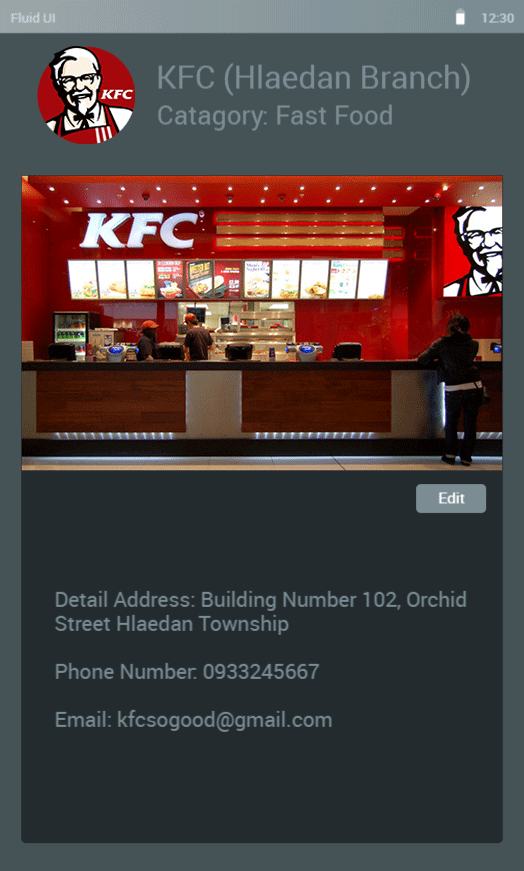 Fluid UI
12:30
KFC
KFC (Hlaedan Branch)
Catagory: Fast Food
KFC
Edit
Detail Address: Building Number 102, Orchid
Street Hlaedan Township
Phone Number: 0933245667
Email: kfcsogood@gmail.com